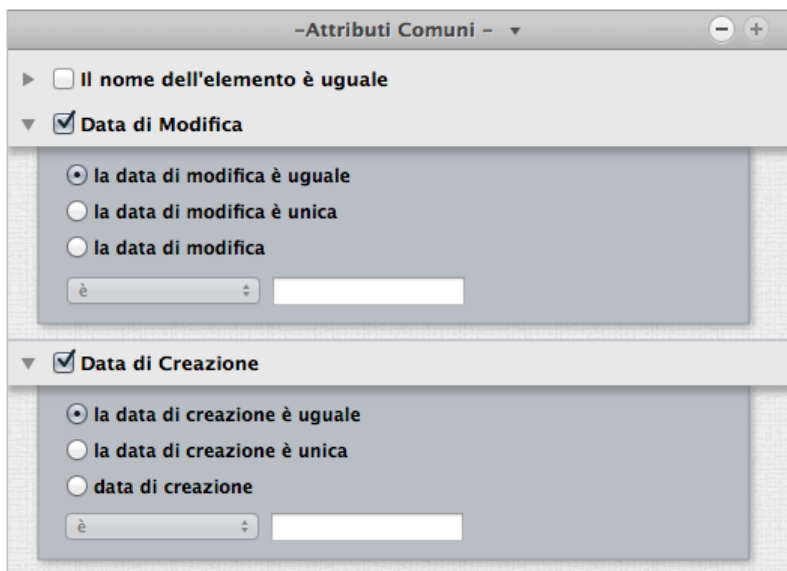 -Attributi Comuni -
Il nome dell'elemento è uguale
Data di Modifica
la data di modifica è uguale
la data di modifica è unica
la data di modifica
è
Data di Creazione
la data di creazione è uguale
la data di creazione è unica
data di creazione
è